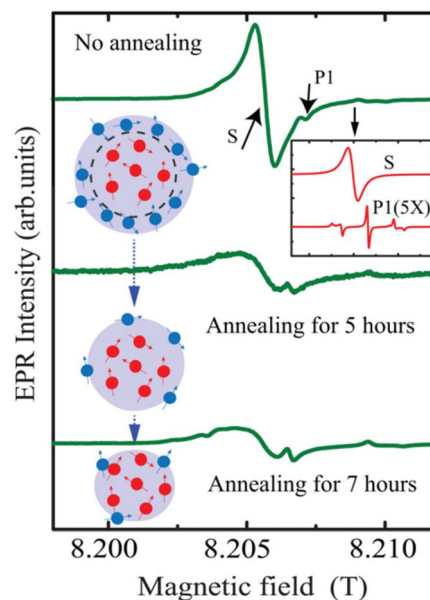 No annealing
P1
S
S
P1(5X)
EPR Intensity (arb.units)
Annealing for 5 hours
Annealing for 7 hours
8.200
8.205
8.210
Magnetic field (T)